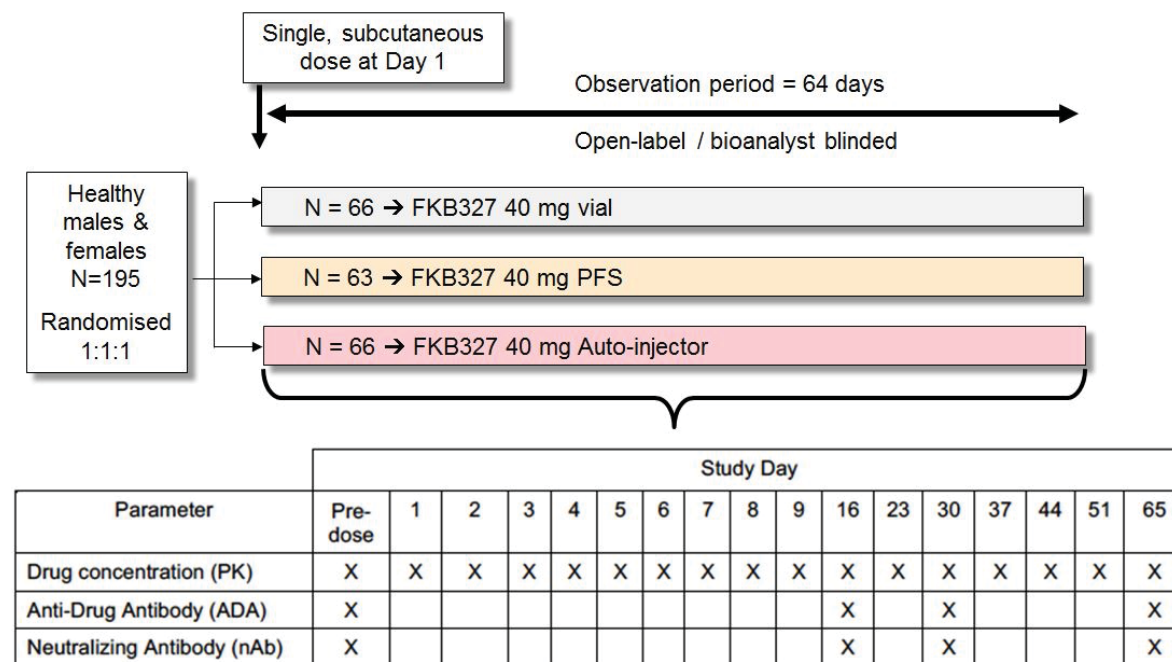 Single, subcutaneous
dose at Day 1
Observation period = 64 days
Open-label / bioanalyst blinded
Healthy
males &
females
N=195
Randomised
1:1:1
N = 66 → FKB327 40 mg vial
N = 63 → FKB327 40 mg PFS
N = 66 → FKB327 40 mg Auto-injector
Study Day
Parameter Pre-dose 1 2 3 4 5 6 7 8 9 16 23 30 37 44 51 65
Drug concentration (PK) X X X X X X X X X X X X X X X X X
Anti-Drug Antibody (ADA) X X X X
Neutralizing Antibody (nAb) X X X X